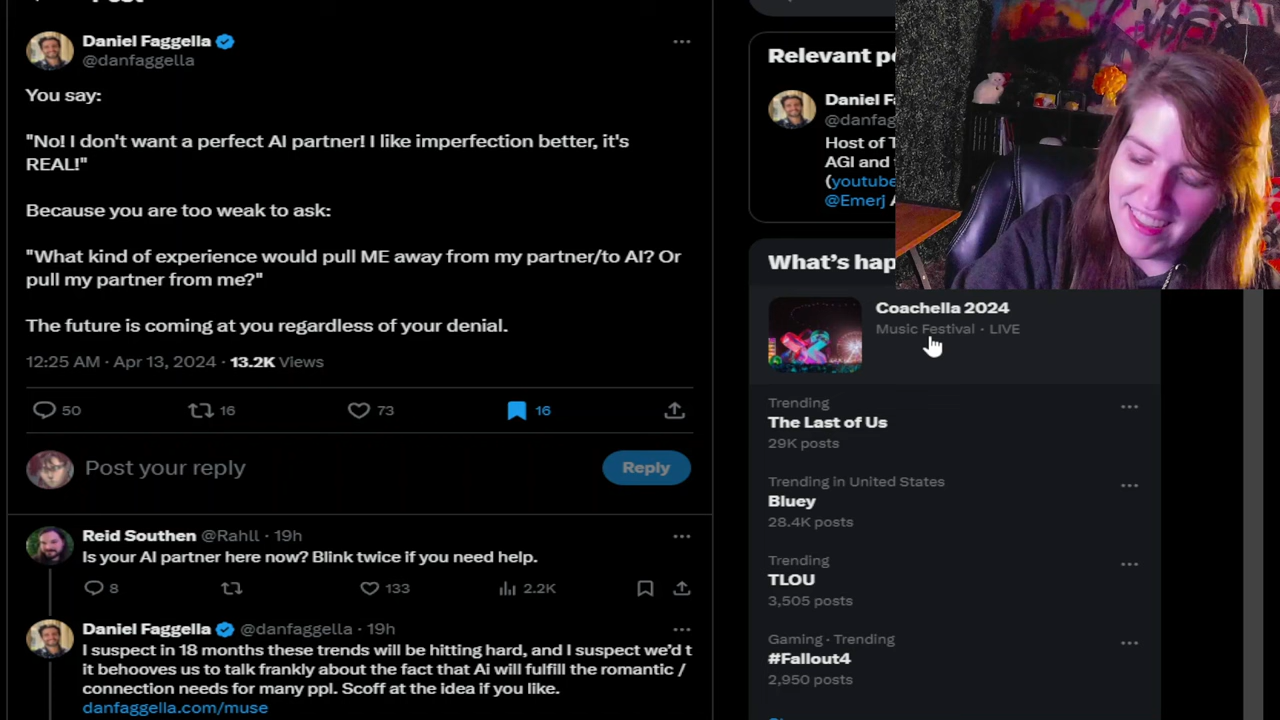 Daniel Faggella
@danfaggella
You say:
"No! I don't want a perfect AI partner! I like imperfection better, it's
REAL!"
Because you are too weak to ask:
"What kind of experience would pull ME away from my partner/to AI? Or
pull my partner from me?"
The future is coming at you regardless of your denial.
12:25 AM · Apr 13, 2024 · 13.2K Views
50 16 73 16
Post your reply
Reply
Reid Southen @Rahll · 19h
Is your AI partner here now? Blink twice if you need help.
8 133 2.2K
Daniel Faggella @danfaggella · 19h
I suspect in 18 months these trends will be hitting hard, and I suspect we'd t
it behooves us to talk frankly about the fact that Ai will fulfill the romantic /
connection needs for many ppl. Scoff at the idea if you like.
danfaggella.com/muse
Relevant pe
Daniel F
@danfag
Host of T
AGI and
(youtube
@Emerj
What's hap
Coachella 2024
Music Festival · LIVE
Trending
The Last of Us
29K posts
Trending in United States
Bluey
28.4K posts
Trending
TLOU
3,505 posts
Gaming · Trending
#Fallout4
2,950 posts